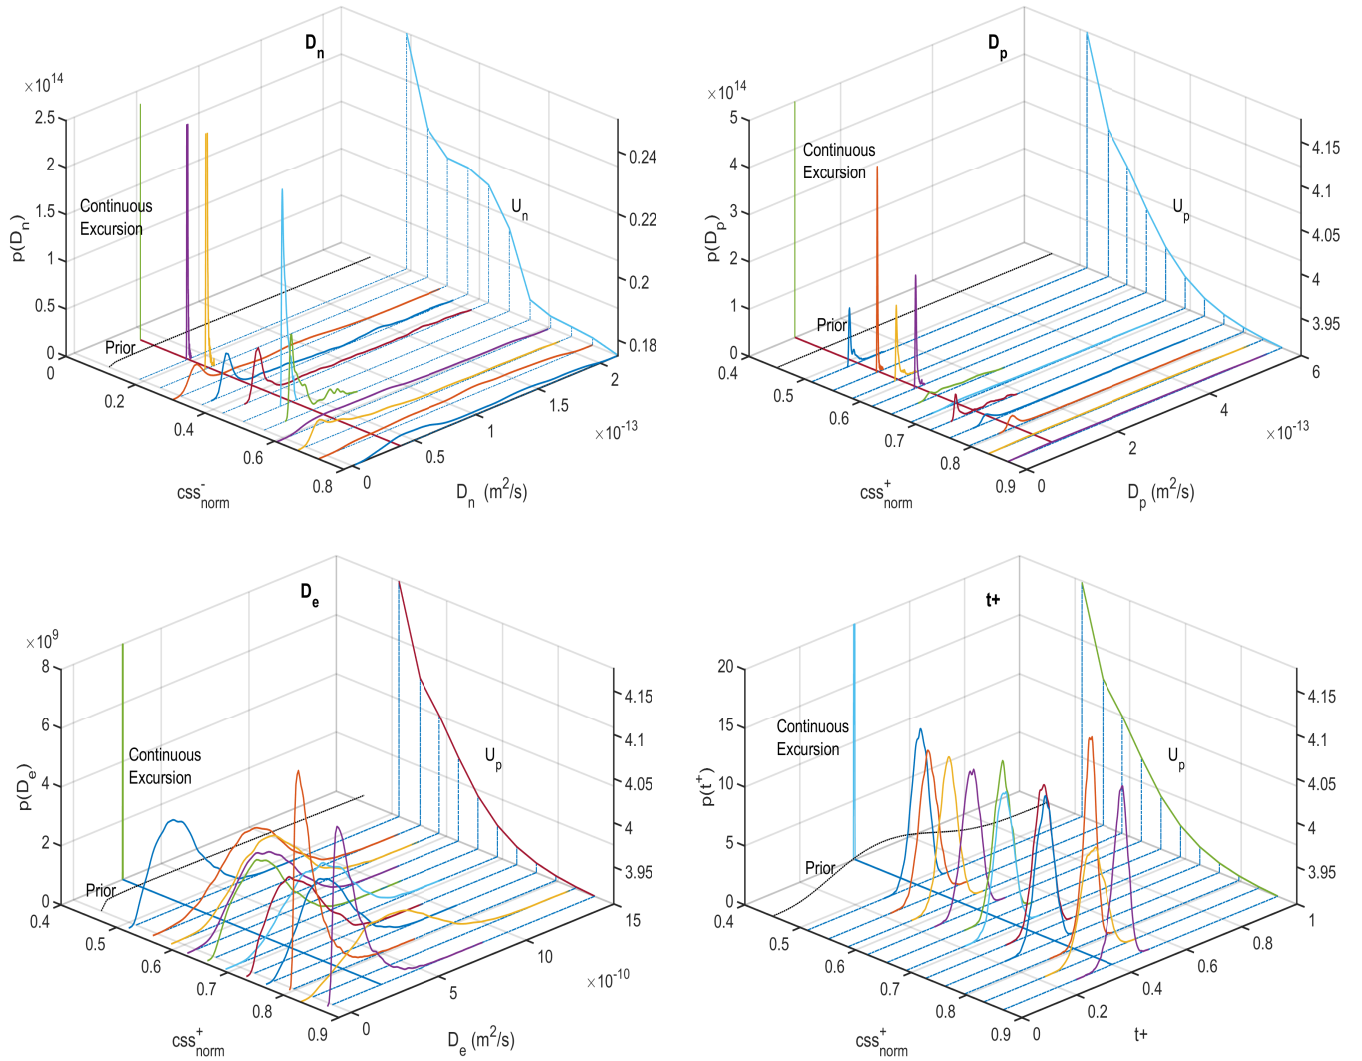 D_n
×10^14
2.5
2
1.5
1
0.5
0
p(D_n)
Continuous
Excursion
Prior
U_n
0.24
0.22
0.2
0.18
0
0.2
0.4
0.6
0.8
css^-_norm
0
0.5
1
1.5
2
×10^-13
D_n (m^2/s)
D_p
×10^14
5
4
3
2
1
0
p(D_p)
Continuous
Excursion
Prior
U_p
4.15
4.1
4.05
4
3.95
0.4
0.5
0.6
0.7
0.8
0.9
css^+_norm
0
2
4
6
×10^-13
D_p (m^2/s)
D_e
×10^9
8
6
4
2
0
p(D_e)
Continuous
Excursion
Prior
U_p
4.15
4.1
4.05
4
3.95
0.4
0.5
0.6
0.7
0.8
0.9
css^+_norm
0
5
10
15
×10^-10
D_e (m^2/s)
t+
20
15
10
5
0
p(t^+)
Continuous
Excursion
Prior
U_p
4.15
4.1
4.05
4
3.95
0.4
0.5
0.6
0.7
0.8
0.9
css^+_norm
0
0.2
0.4
0.6
0.8
1
t+